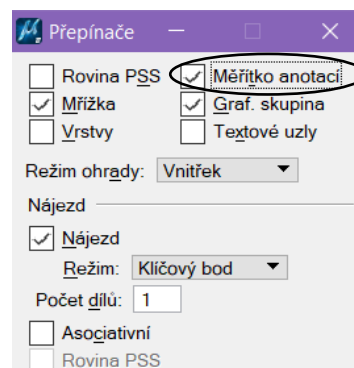 Přepínače
Rovina PSS Měřítko anotací
Mřížka Graf. skupina
Vrstvy Textové uzly
Režim ohrady: Vnitřek
Nájezd
Nájezd
Režim: Klíčový bod
Počet dílů: 1
Asociativní
Rovina PSS